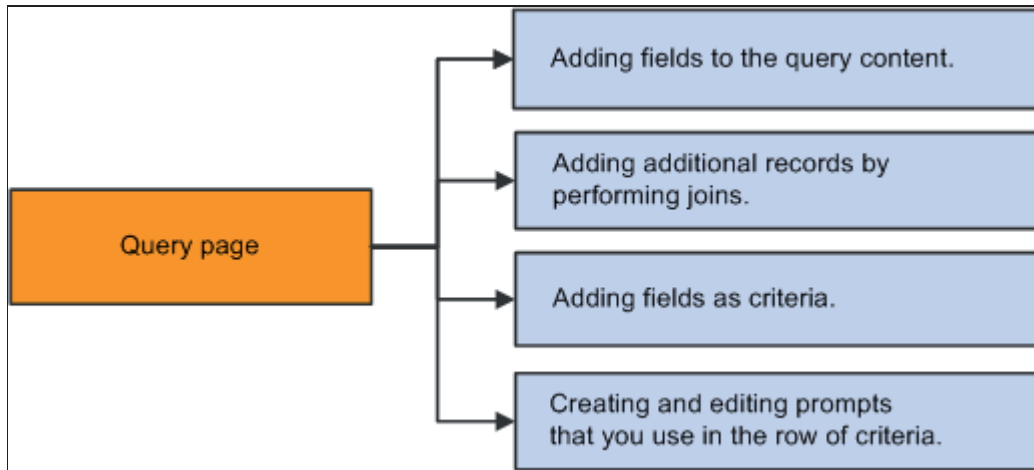 Adding fields to the query content.
Adding additional records by
performing joins.
Query page
Adding fields as criteria.
Creating and editing prompts
that you use in the row of criteria.